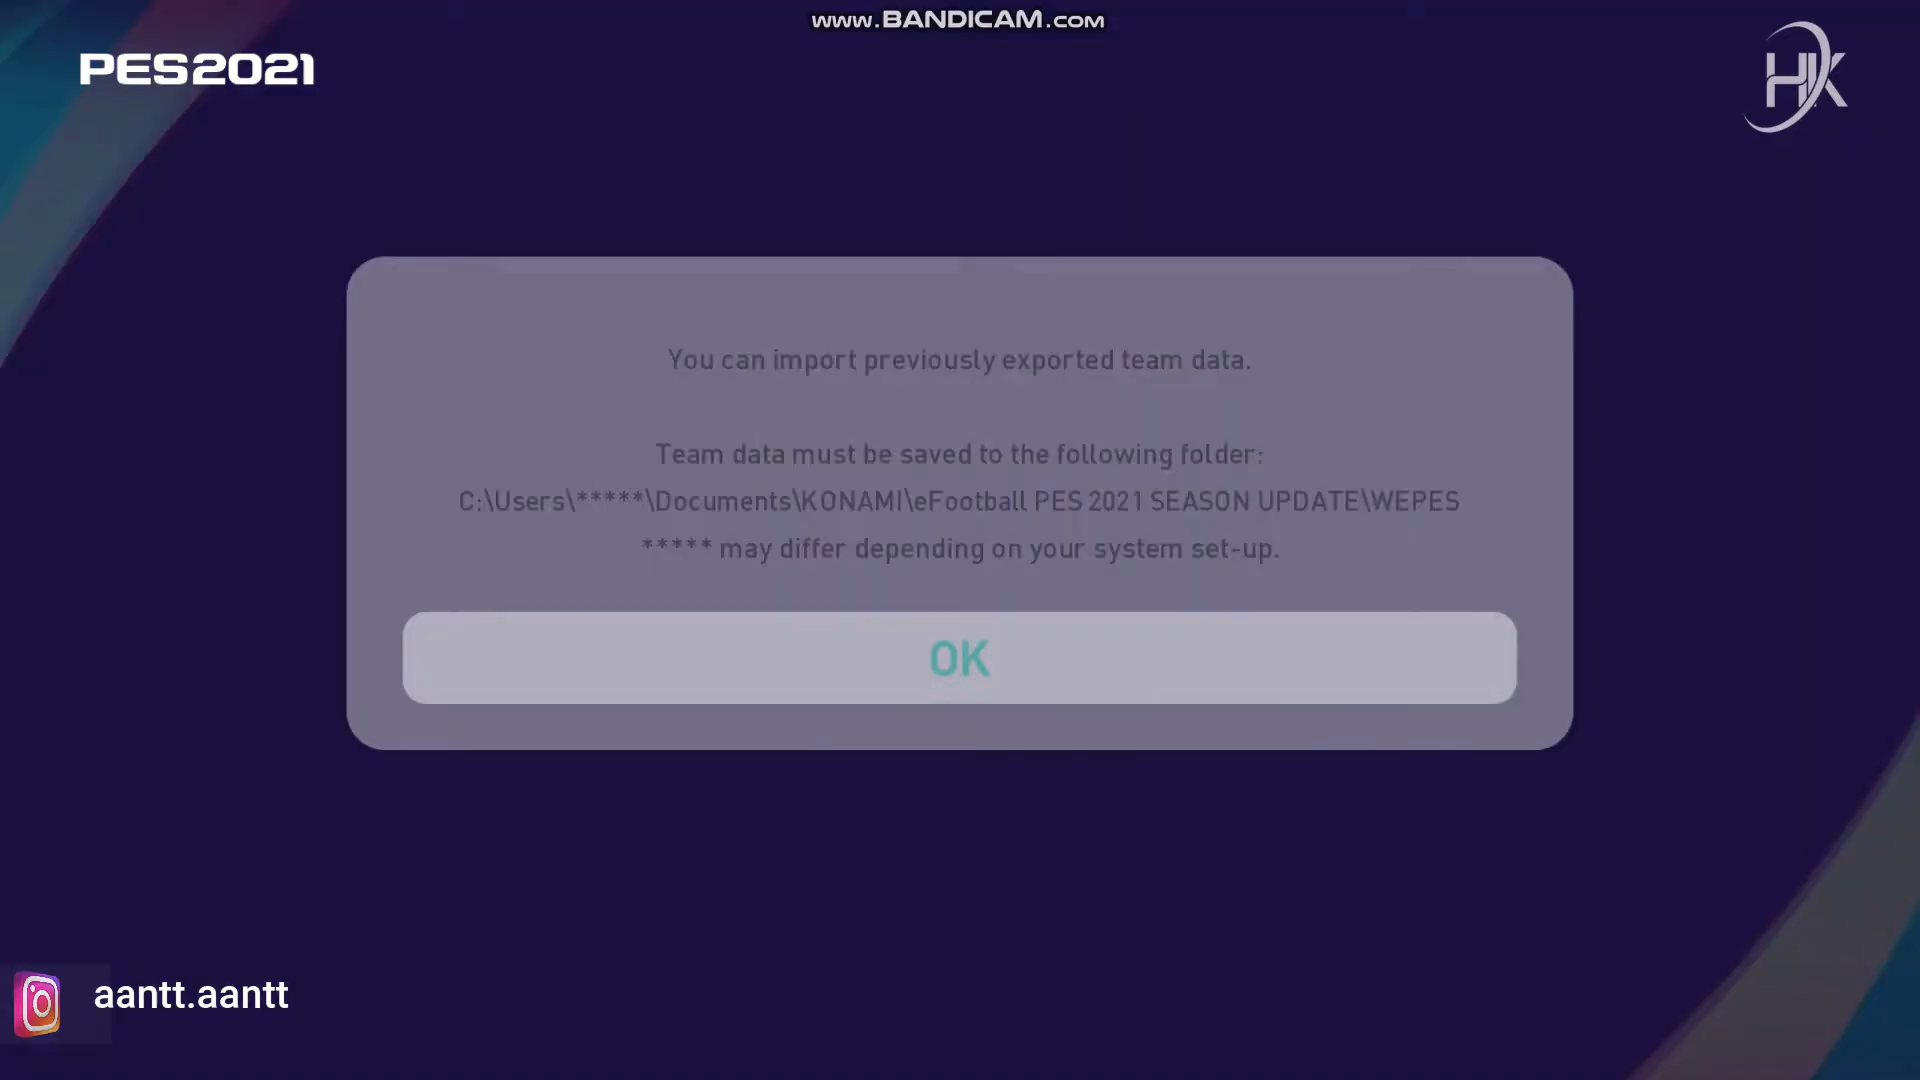 www.BANDICAM.com
PES2021
HK
You can import previously exported team data.
Team data must be saved to the following folder:
C:\Users\*****\Documents\KONAMI\eFootball PES 2021 SEASON UPDATE\WEPES
***** may differ depending on your system set-up.
OK
aantt.aantt